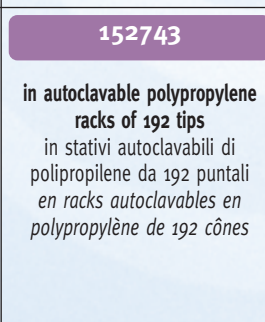 152743
in autoclavable polypropylene
racks of 192 tips
in stativi autoclavabili di
polipropilene da 192 puntali
en racks autoclavables en
polypropylène de 192 cônes